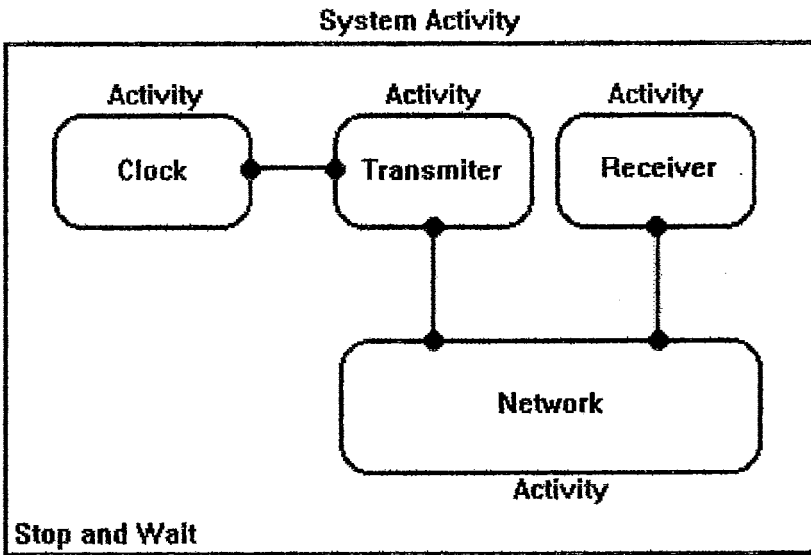 System Activity
Activity Activity Activity
Clock Transmiter Receiver
Network
Activity
Stop and Wait